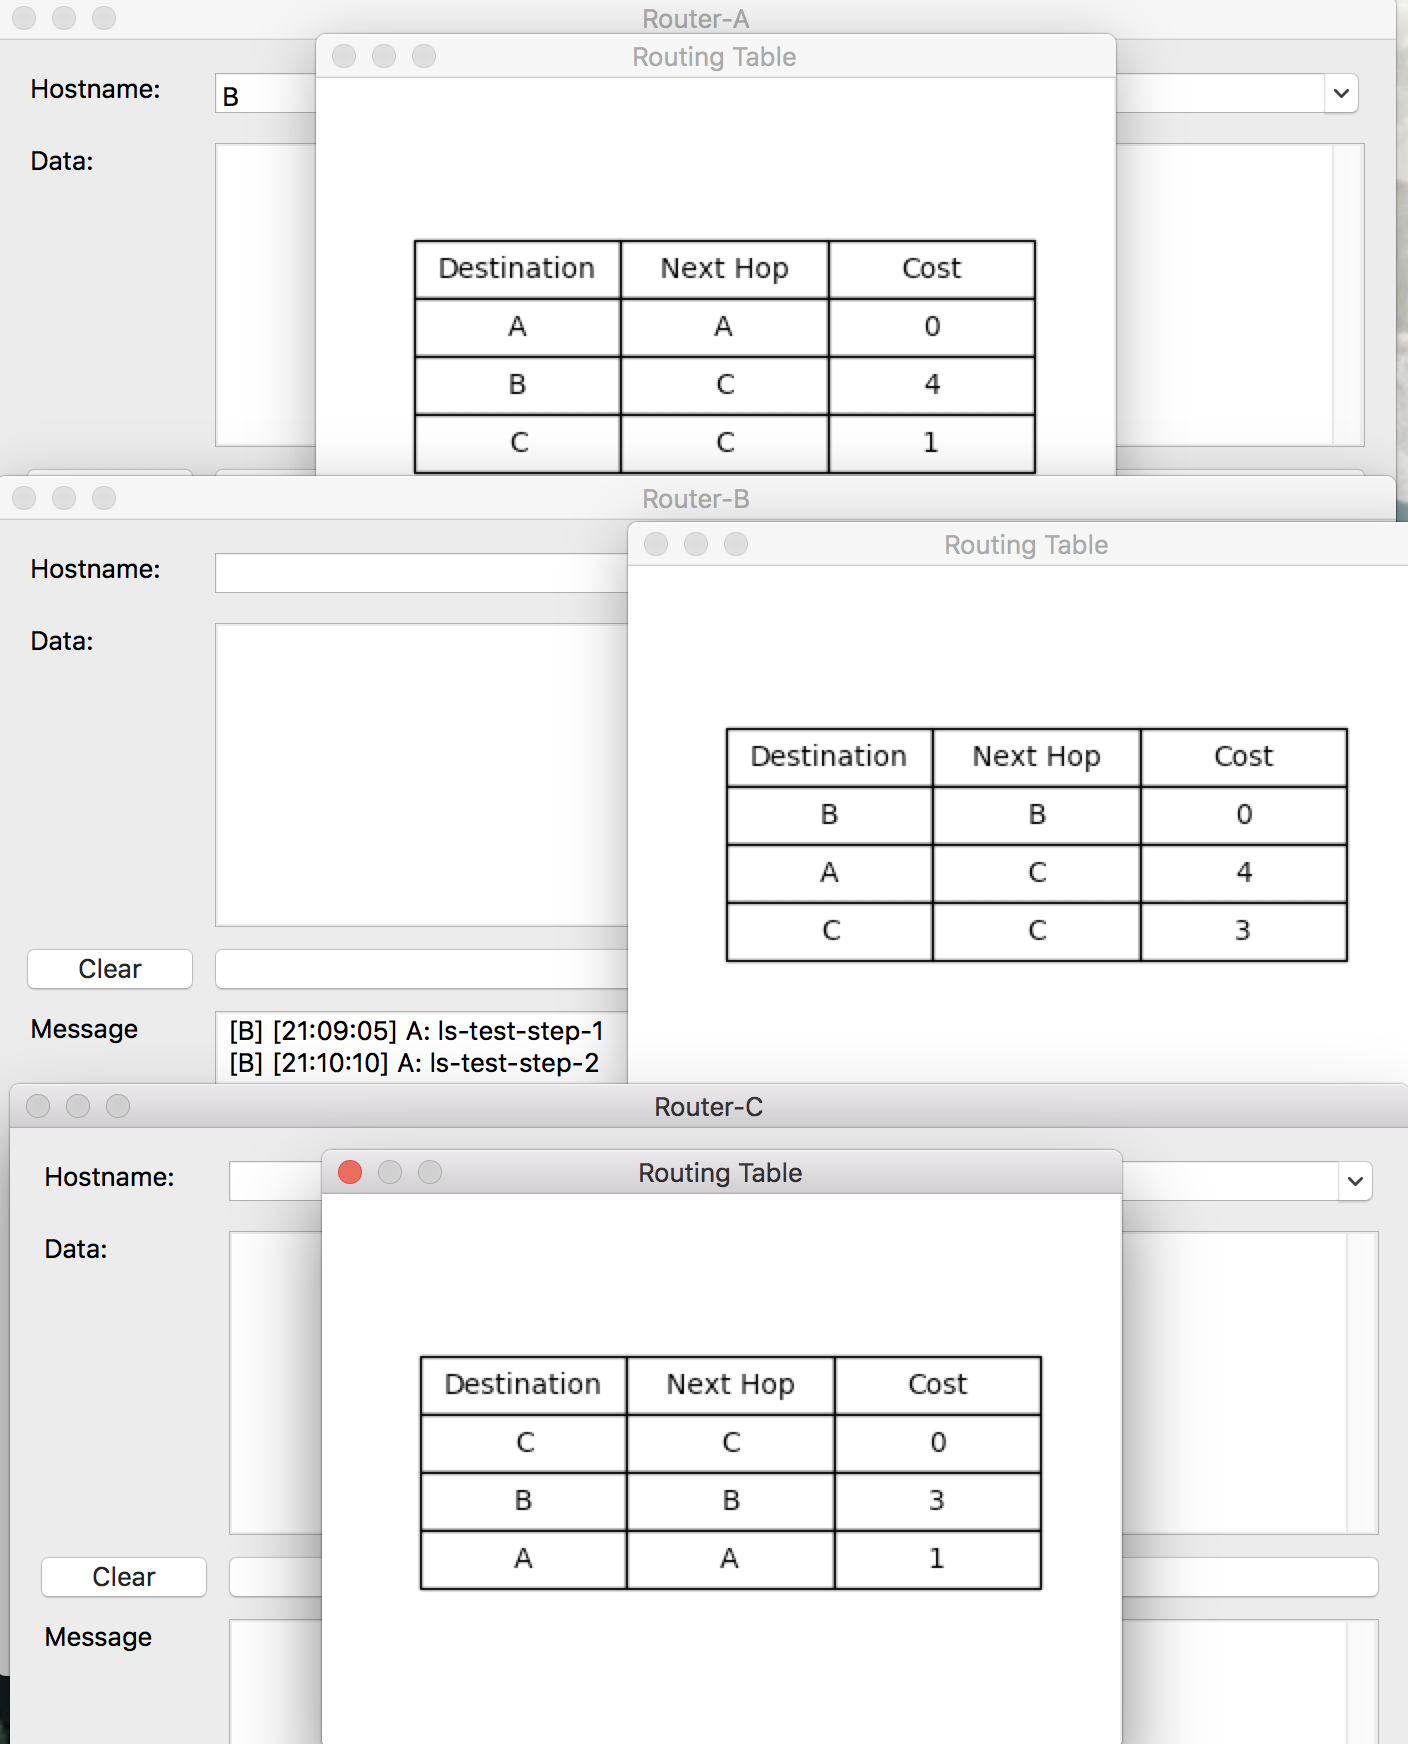 Router-A
Routing Table
Hostname:
B
Data:
Destination Next Hop Cost
A A 0
B C 4
C C 1
Router-B
Routing Table
Hostname:
Data:
Destination Next Hop Cost
B B 0
A C 4
C C 3
Clear
Message
[B] [21:09:05] A: ls-test-step-1
[B] [21:10:10] A: ls-test-step-2
Router-C
Routing Table
Hostname:
Data:
Destination Next Hop Cost
C C 0
B B 3
A A 1
Clear
Message